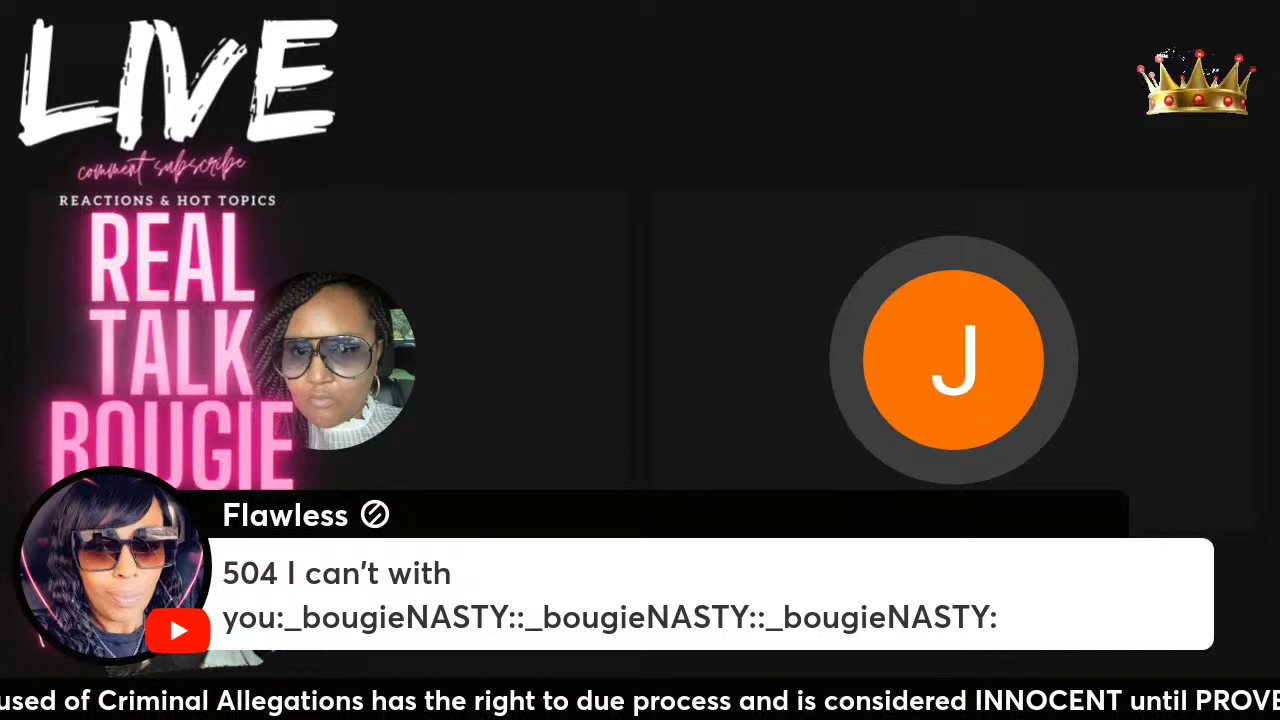 LIVE
comment subscribe
REACTIONS & HOT TOPICS
REAL
TALK
BOUGIE
J
Flawless
504 I can't with
you:_bougieNASTY::_bougieNASTY::_bougieNASTY:
used of Criminal Allegations has the right to due process and is considered INNOCENT until PROVE